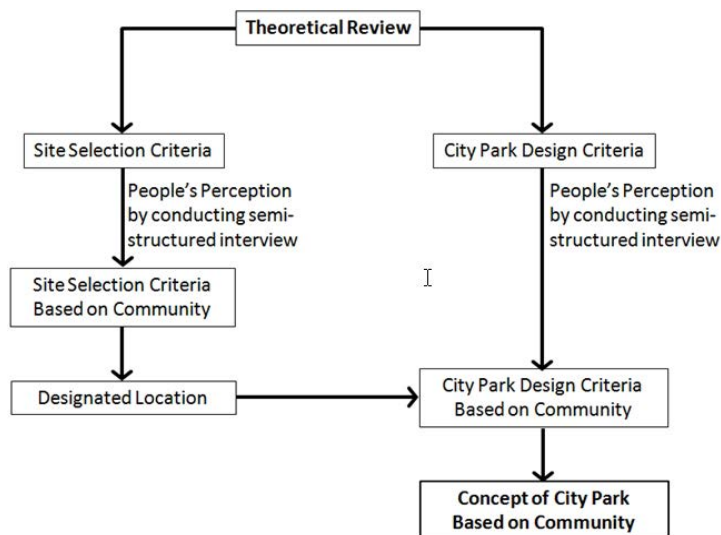 Theoretical Review
Site Selection Criteria
City Park Design Criteria
People's Perception
by conducting semi-
structured interview
People's Perception
by conducting semi-
structured interview
Site Selection Criteria
Based on Community
Designated Location
City Park Design Criteria
Based on Community
Concept of City Park
Based on Community